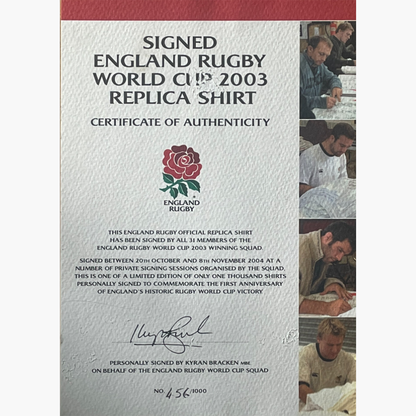 SIGNED
ENGLAND RUGBY
WORLD CUP 2003
REPLICA SHIRT
CERTIFICATE OF AUTHENTICITY
ENGLAND
RUGBY
THIS ENGLAND RUGBY OFFICIAL REPLICA SHIRT
HAS BEEN SIGNED BY ALL 31 MEMBERS OF THE
ENGLAND RUGBY WORLD CUP 2003 WINNING SQUAD.
SIGNED BETWEEN 20TH OCTOBER AND 8TH NOVEMBER 2004 AT A
NUMBER OF PRIVATE SIGNING SESSIONS ORGANISED BY THE SQUAD,
THIS IS ONE OF A LIMITED EDITION OF ONLY ONE THOUSAND SHIRTS
PERSONALLY SIGNED TO COMMEMORATE THE FIRST ANNIVERSARY
OF ENGLAND'S HISTORIC RUGBY WORLD CUP VICTORY
PERSONALLY SIGNED BY KYRAN BRACKEN MBE
ON BEHALF OF THE ENGLAND RUGBY WORLD CUP SQUAD
NO. 456/1000